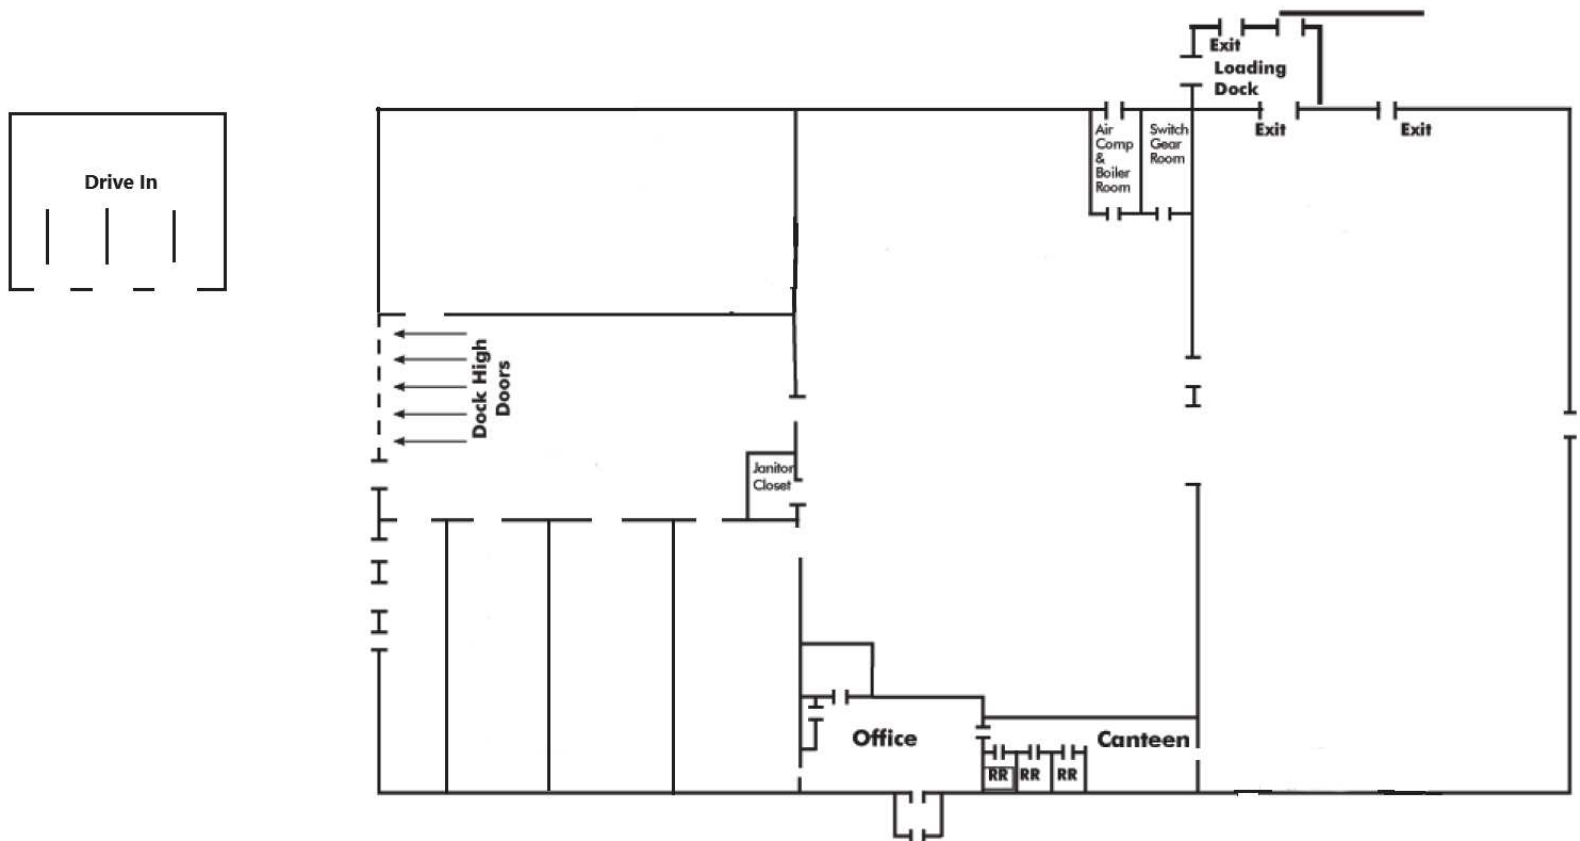 Exit
Loading
Dock
Air
Comp
&
Boiler
Room
Switch
Gear
Room
Exit
Exit
Drive In
Dock High
Doors
Janitor
Closet
Office
Canteen
RR
RR
RR